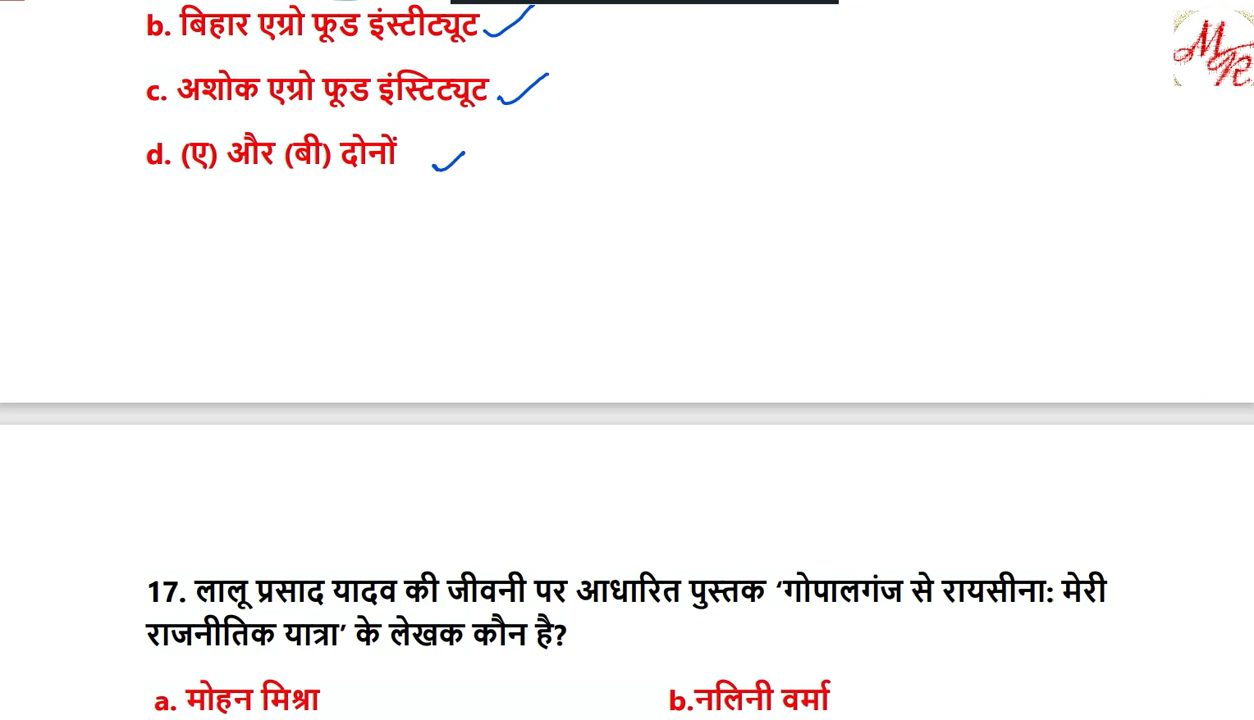 b. बिहार एग्रो फूड इंस्टीट्यूट
c. अशोक एग्रो फूड इंस्टिट्यूट
d. (ए) और (बी) दोनों
17. लालू प्रसाद यादव की जीवनी पर आधारित पुस्तक ‘गोपालगंज से रायसीना: मेरी
राजनीतिक यात्रा’ के लेखक कौन है?
a. मोहन मिश्रा b.नलिनी वर्मा